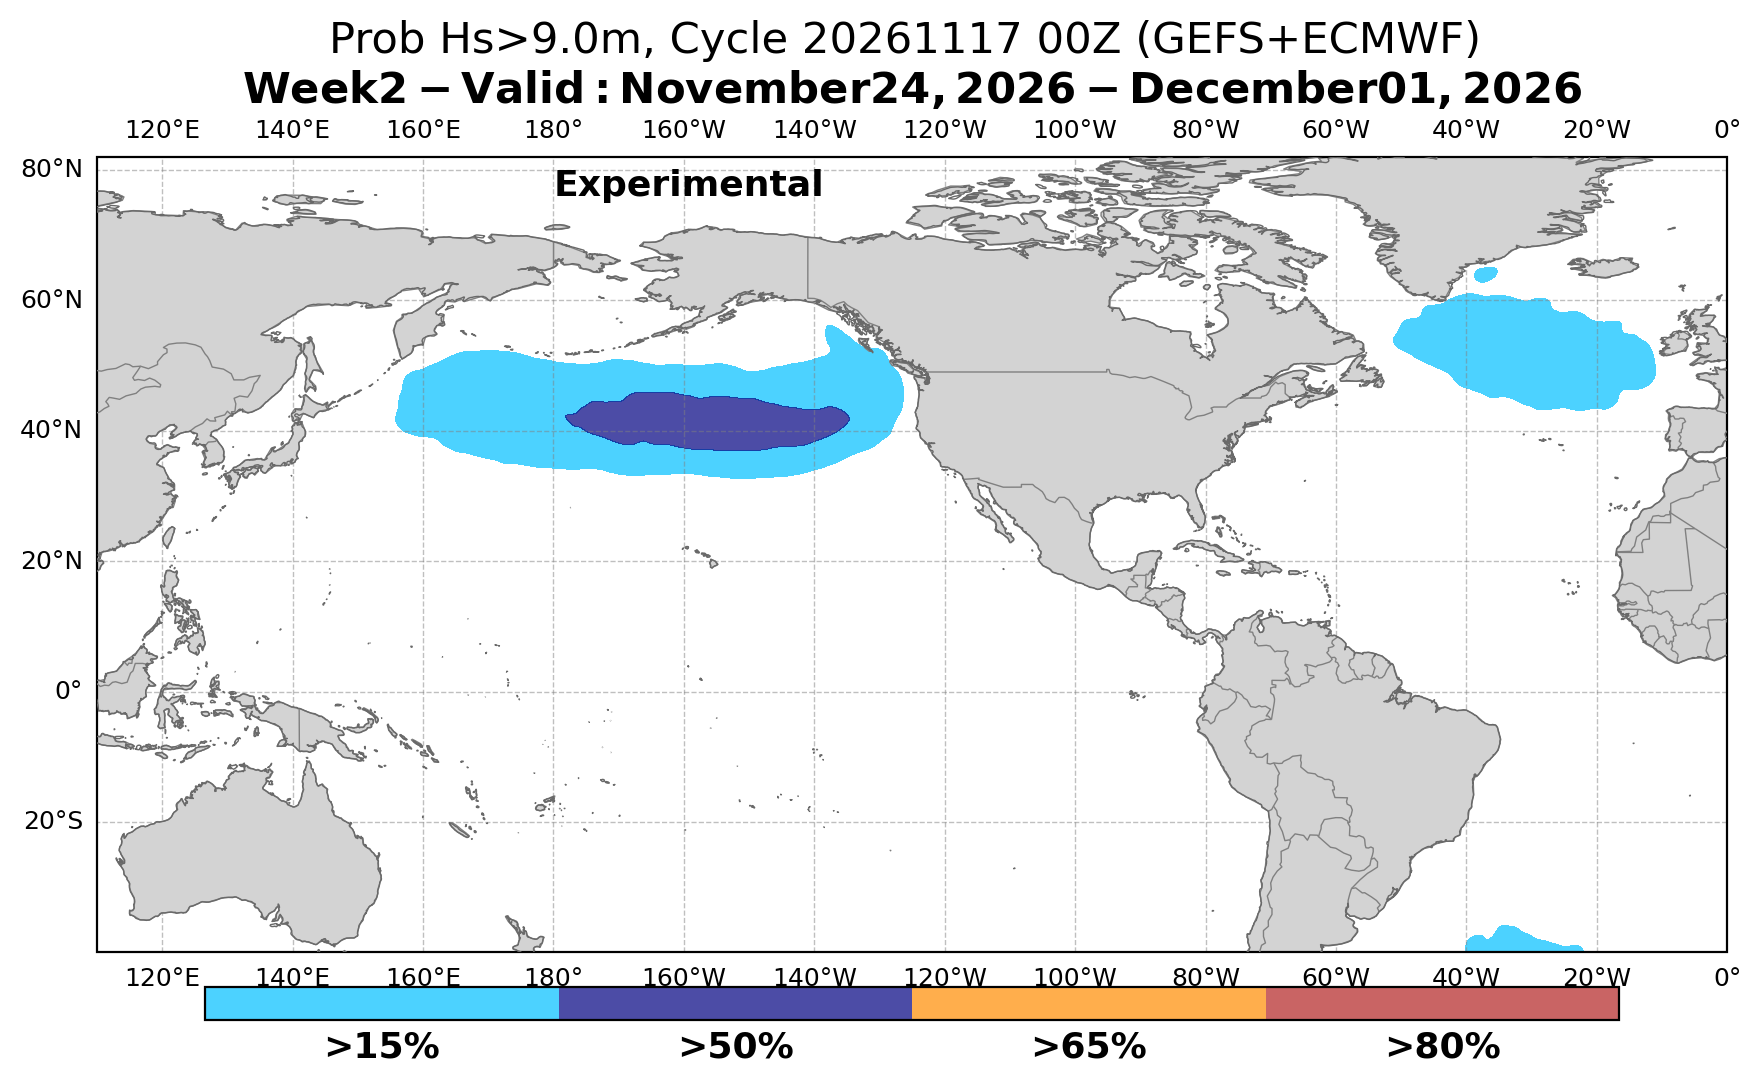 Prob Hs>9.0m, Cycle 20261117 00Z (GEFS+ECMWF)
Week2 – Valid : November24, 2026 – December01, 2026
120°E 140°E 160°E 180° 160°W 140°W 120°W 100°W 80°W 60°W 40°W 20°W 0°
80°N
Experimental
60°N
40°N
20°N
0°
20°S
120°E 140°E 160°E 180° 160°W 140°W 120°W 100°W 80°W 60°W 40°W 20°W 0°
>15% >50% >65% >80%